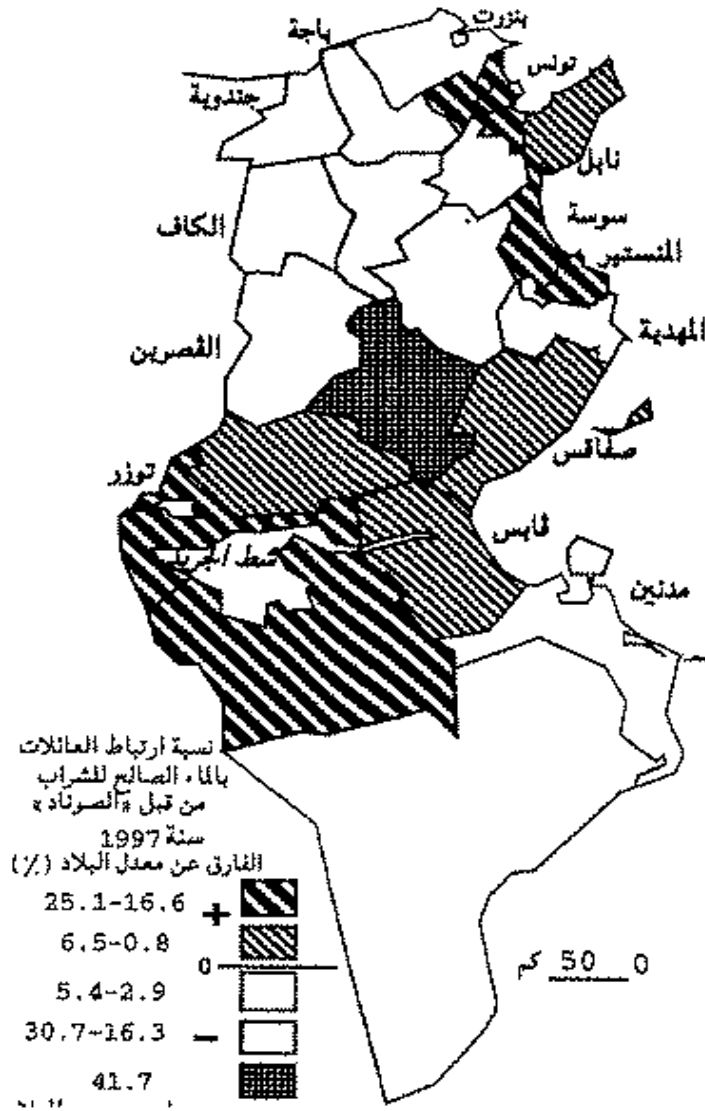 بنزرت
باجة
تونس
جندوبة
نابل
سوسة
الكاف
المنستير
المهدية
القصرين
صفاقس
توزر
قابس
شط الجريد
مدنين
نسبة ارتباط العائلات
بالماء الصالح للشراب
من قبل «الصوناد»
سنة 1997
الفارق عن معدل البلاد (٪)
25.1-16.6 +
6.5-0.8
0
5.4-2.9
30.7-16.3 -
41.7
0 50 كم